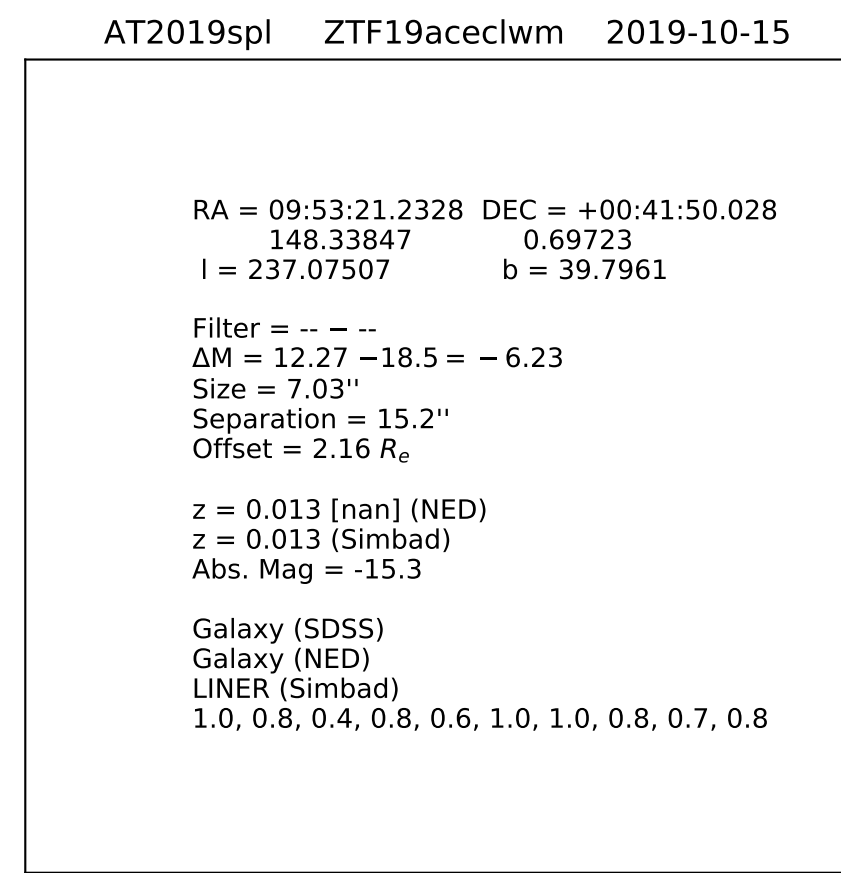 AT2019spl ZTF19aceclwm 2019-10-15
RA = 09:53:21.2328 DEC = +00:41:50.028
148.33847 0.69723
l = 237.07507 b = 39.7961
Filter = -- − --
ΔM = 12.27 −18.5 = − 6.23
Size = 7.03''
Separation = 15.2''
Offset = 2.16 Re
z = 0.013 [nan] (NED)
z = 0.013 (Simbad)
Abs. Mag = -15.3
Galaxy (SDSS)
Galaxy (NED)
LINER (Simbad)
1.0, 0.8, 0.4, 0.8, 0.6, 1.0, 1.0, 0.8, 0.7, 0.8